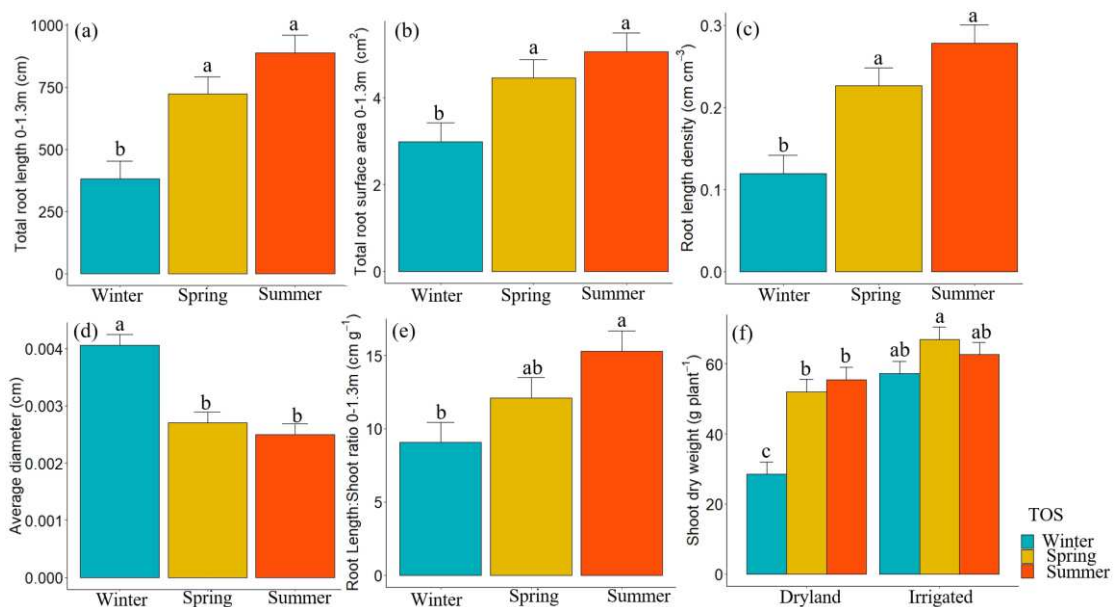 (a)
Total root length 0-1.3m (cm)
1000
750
500
250
0
b
a
a
Winter
Spring
Summer
(b)
Total root surface area 0-1.3m (cm²)
4
2
0
b
a
a
Winter
Spring
Summer
(c)
Root length density (cm cm⁻³)
0.3
0.2
0.1
0.0
b
a
a
Winter
Spring
Summer
(d)
Average diameter (cm)
0.004
0.003
0.002
0.001
0.000
a
b
b
Winter
Spring
Summer
(e)
Root Length:Shoot ratio 0-1.3m (cm g⁻¹)
15
10
5
0
b
ab
a
Winter
Spring
Summer
(f)
Shoot dry weight (g plant⁻¹)
60
40
20
0
c
b
b
ab
a
ab
Dryland
Irrigated
TOS
Winter
Spring
Summer